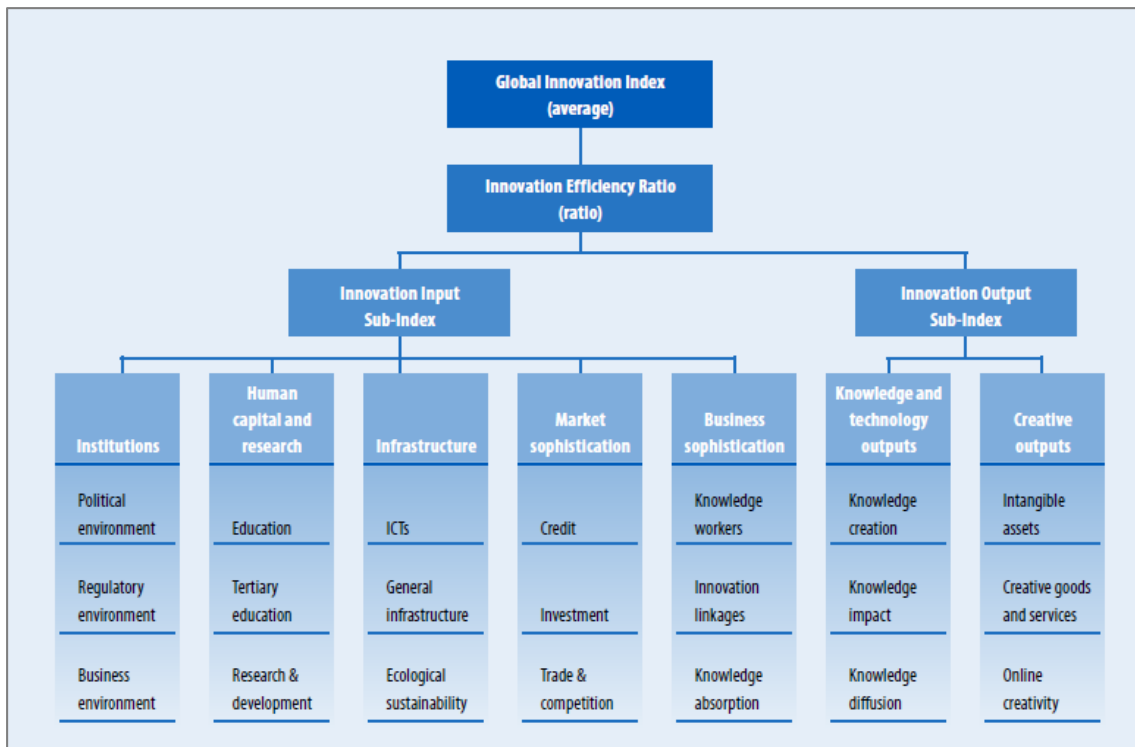 Global Innovation Index
(average)
Innovation Efficiency Ratio
(ratio)
Innovation Input
Sub-Index
Innovation Output
Sub-Index
Institutions
Human
capital and
research
Infrastructure
Market
sophistication
Business
sophistication
Knowledge and
technology
outputs
Creative
outputs
Political
environment
Education
ICTs
Credit
Knowledge
workers
Knowledge
creation
Intangible
assets
Regulatory
environment
Tertiary
education
General
infrastructure
Investment
Innovation
linkages
Knowledge
impact
Creative goods
and services
Business
environment
Research &
development
Ecological
sustainability
Trade &
competition
Knowledge
absorption
Knowledge
diffusion
Online
creativity